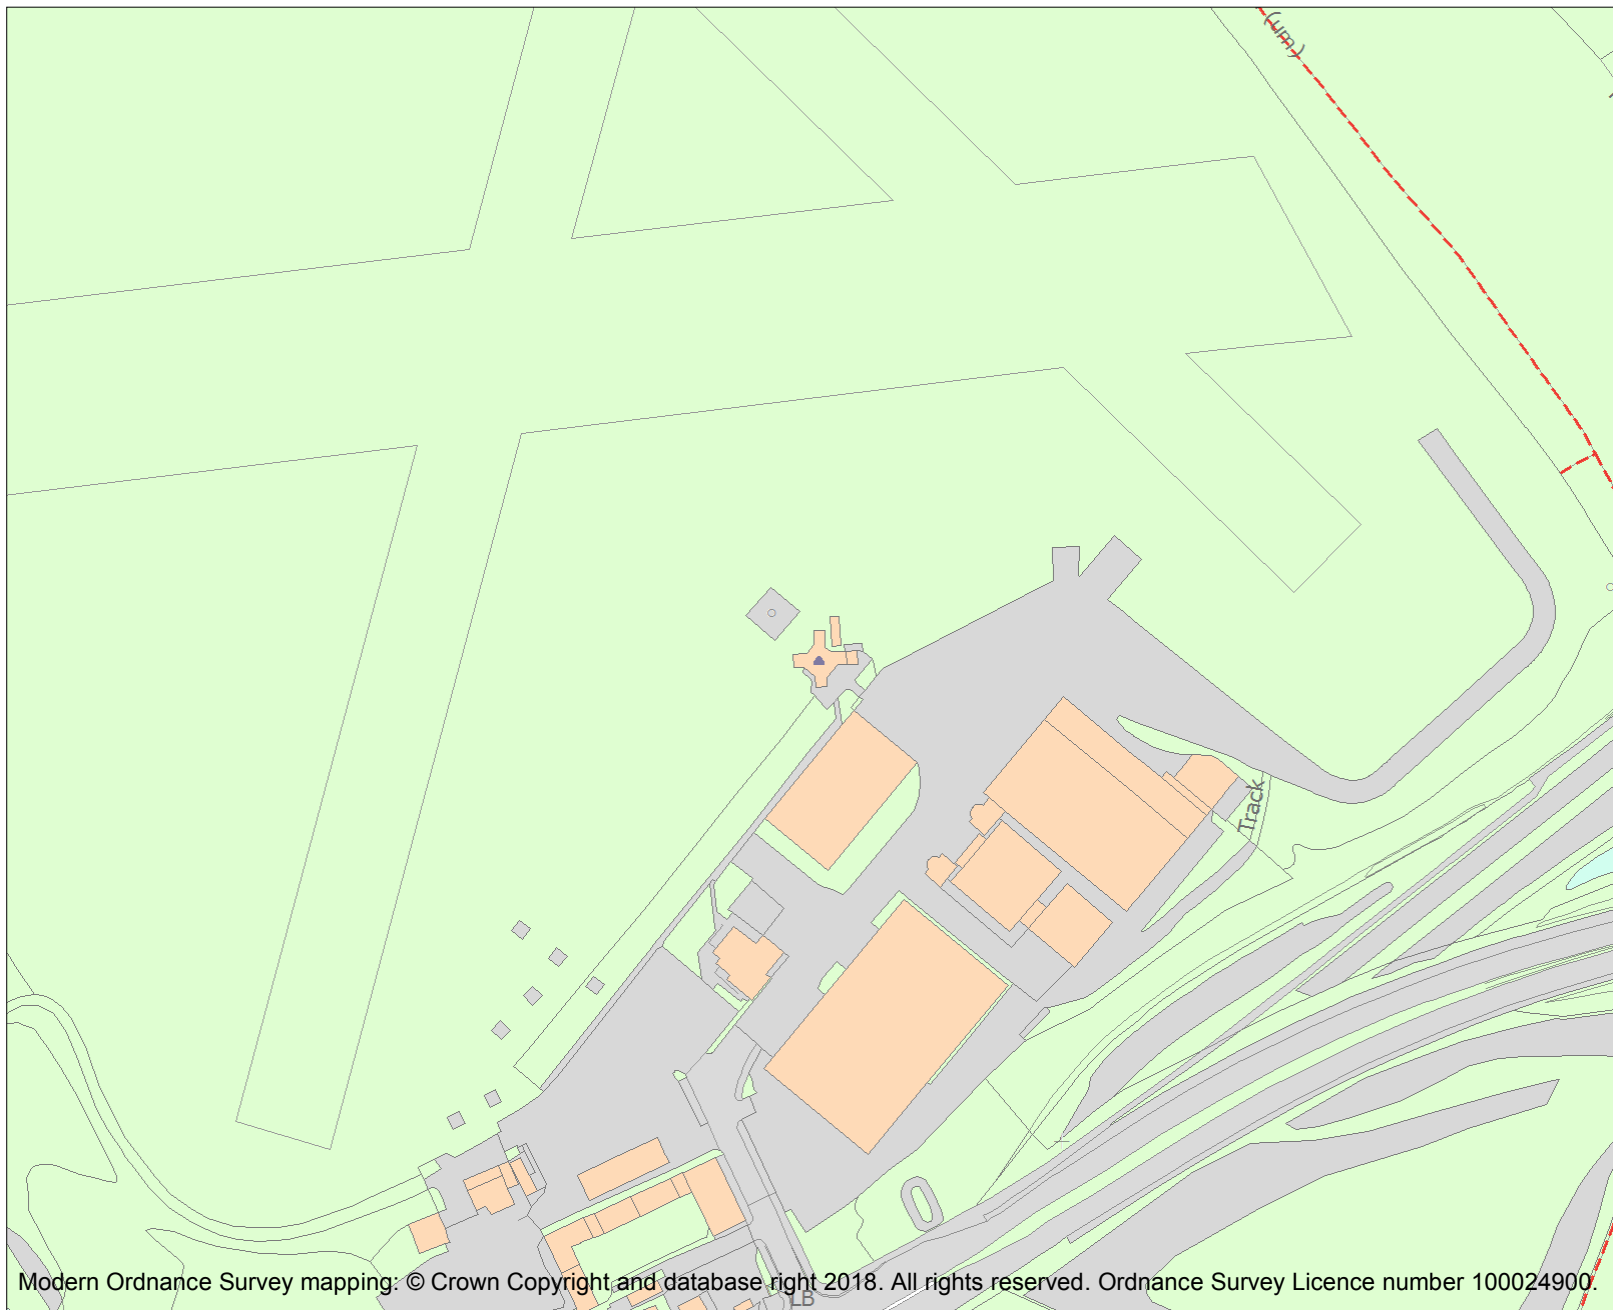 (um)
Track
Modern Ordnance Survey mapping: © Crown Copyright and database right 2018. All rights reserved. Ordnance Survey Licence number 100024900.
LB